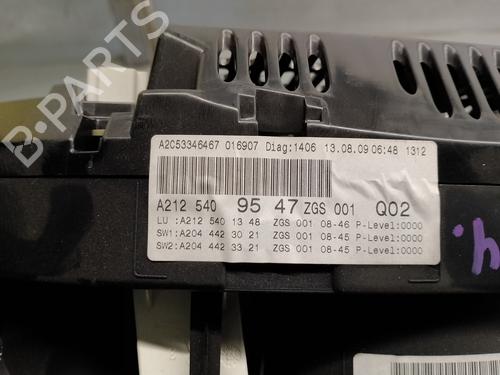 B-PARTS
A2C53346467 016907 Diag:1406 13.08.09 06:48 1312
A212 540 95 47 ZGS 001 Q02
LU :A212 540 13 48 ZGS 001 08-46 P-Level:0000
SW1:A204 442 30 21 ZGS 001 08-45 P-Level:0000
SW2:A204 442 33 21 ZGS 001 08-45 P-Level:0000